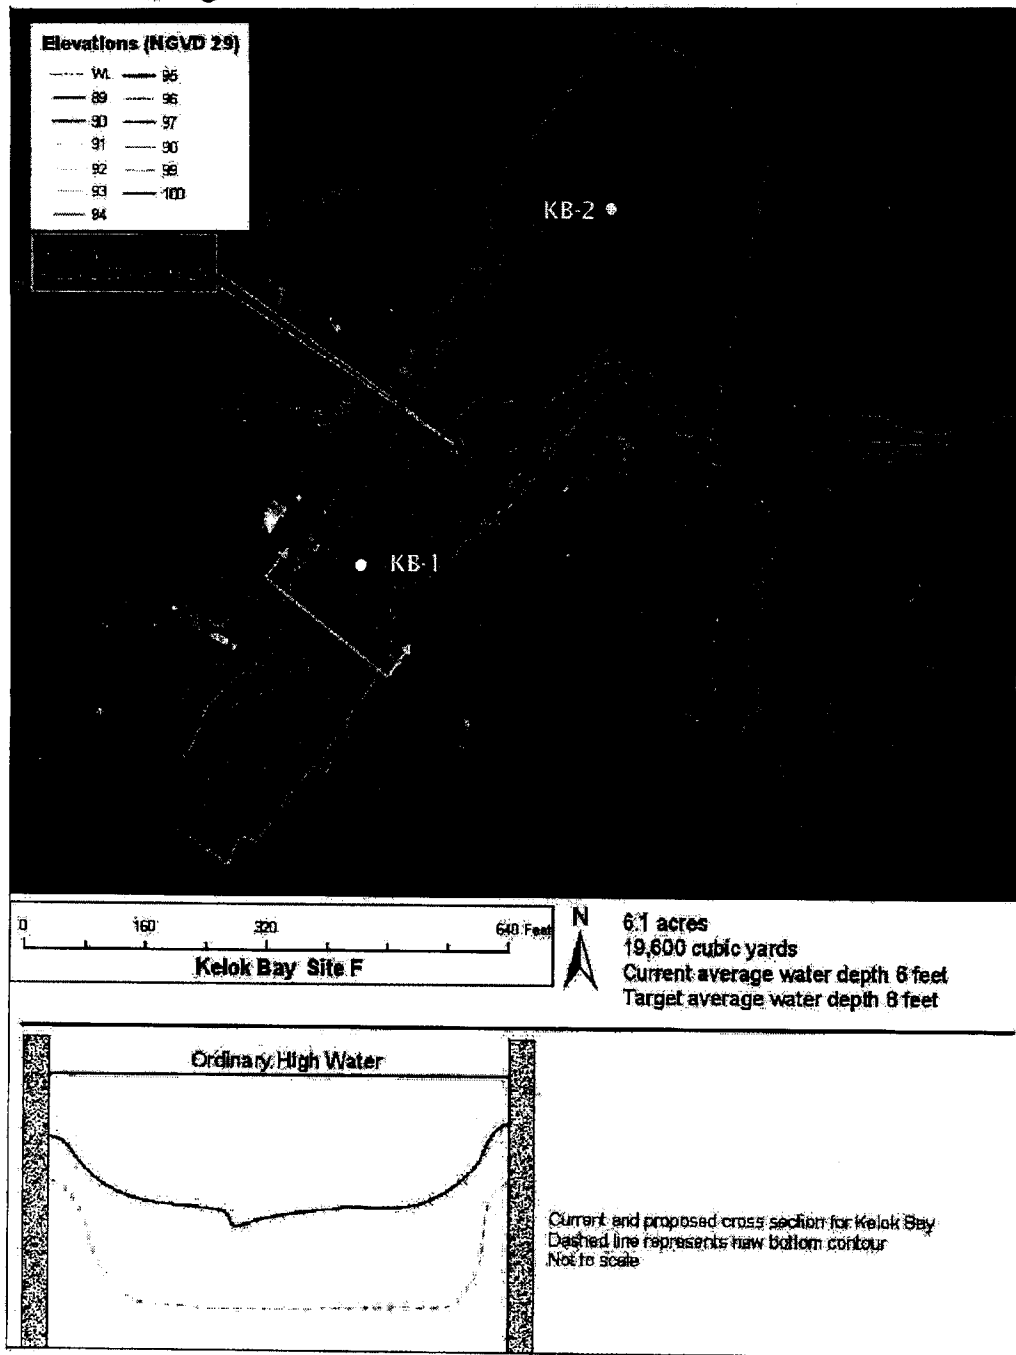 Elevations (NGVD 29)
WL
89
90
91
92
93
94
95
96
97
90
99
100
KB-2
KB-1
0 160 320 640 Feet
Kelok Bay Site F
N
6.1 acres
19,600 cubic yards
Current average water depth 6 feet
Target average water depth 8 feet
Ordinary High Water
Current and proposed cross section for Kelok Bay
Dashed line represents new bottom contour
Not to scale